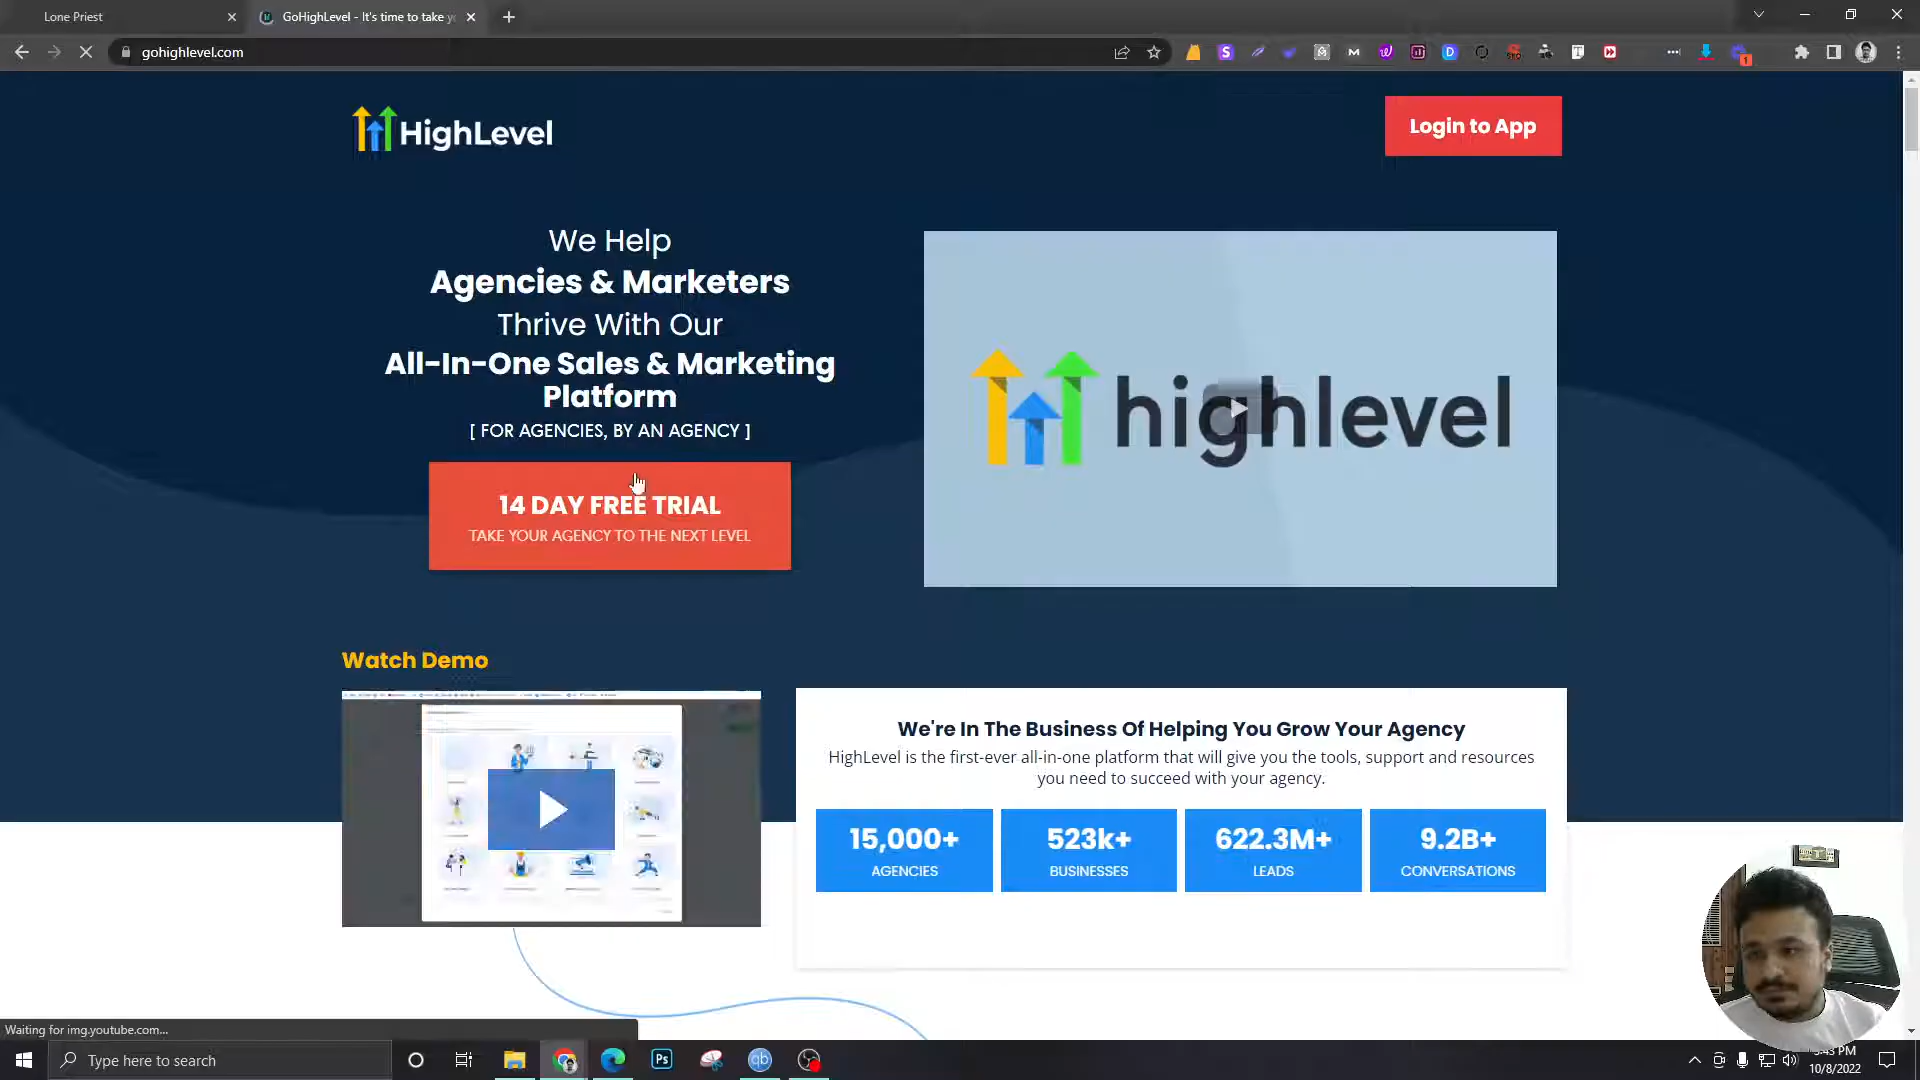 Lone Priest
GoHighLevel - It's time to take y
gohighlevel.com
HighLevel
Login to App
We Help
Agencies & Marketers
Thrive With Our
All-In-One Sales & Marketing
Platform
[ FOR AGENCIES, BY AN AGENCY ]
14 DAY FREE TRIAL
TAKE YOUR AGENCY TO THE NEXT LEVEL
highlevel
Watch Demo
We're In The Business Of Helping You Grow Your Agency
HighLevel is the first-ever all-in-one platform that will give you the tools, support and resources
you need to succeed with your agency.
15,000+
AGENCIES
523k+
BUSINESSES
622.3M+
LEADS
9.2B+
CONVERSATIONS
Waiting for img.youtube.com...
Type here to search
Ps
qb
:43 PM
10/8/2022